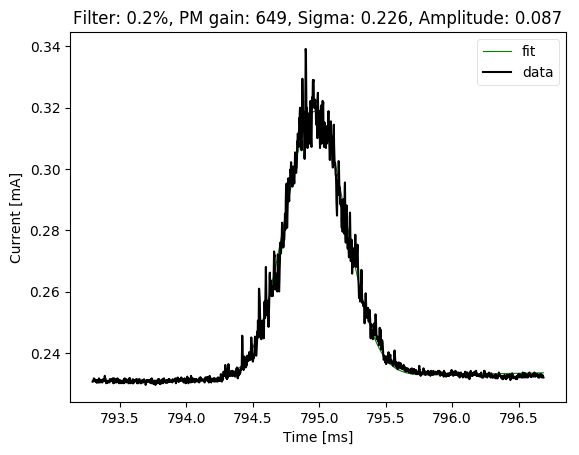 Filter: 0.2%, PM gain: 649, Sigma: 0.226, Amplitude: 0.087
fit
data
0.34
0.32
0.30
0.28
0.26
0.24
Current [mA]
793.5 794.0 794.5 795.0 795.5 796.0 796.5
Time [ms]